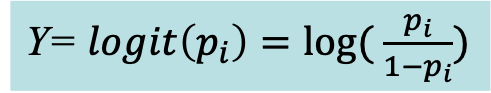 Y= logit(pᵢ) = log(pᵢ/1−pᵢ)